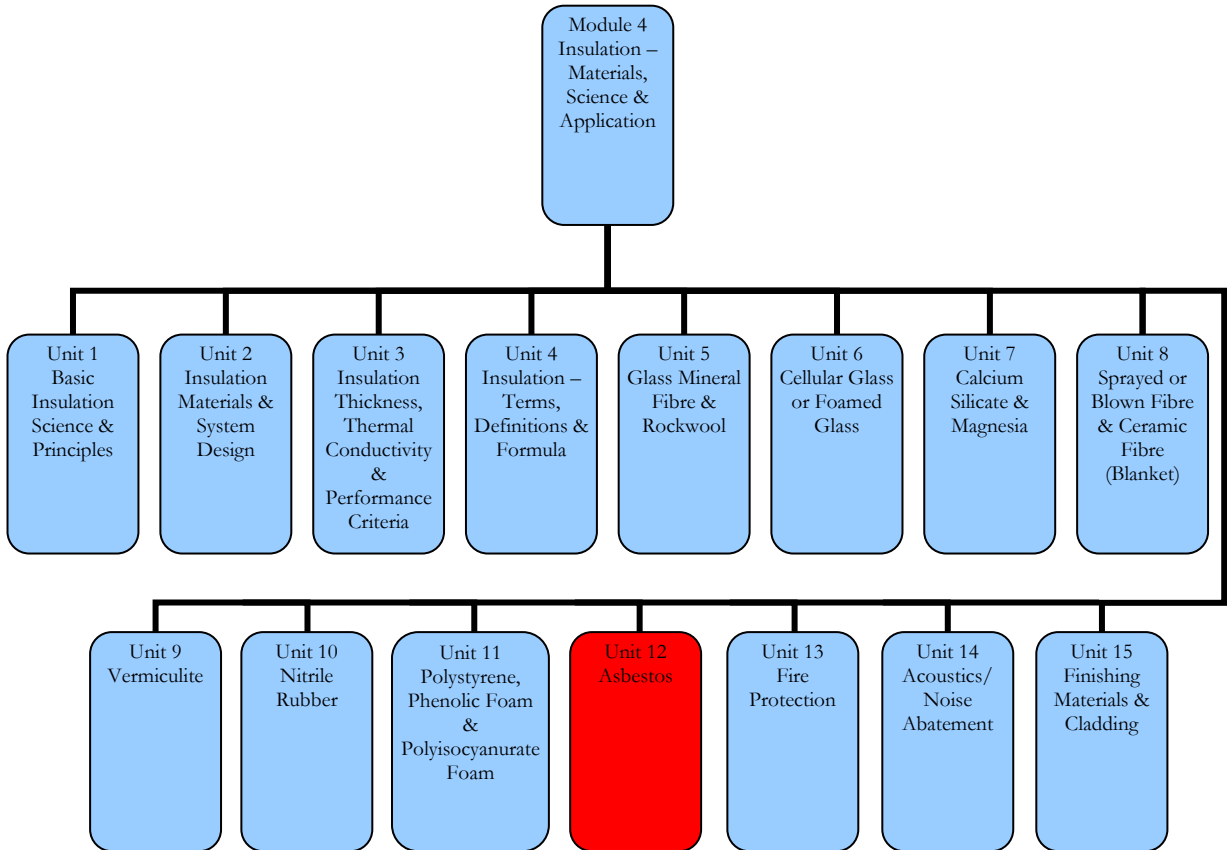 Module 4
Insulation –
Materials,
Science &
Application
Unit 1
Basic
Insulation
Science &
Principles
Unit 2
Insulation
Materials &
System
Design
Unit 3
Insulation
Thickness,
Thermal
Conductivity
&
Performance
Criteria
Unit 4
Insulation –
Terms,
Definitions &
Formula
Unit 5
Glass Mineral
Fibre &
Rockwool
Unit 6
Cellular Glass
or Foamed
Glass
Unit 7
Calcium
Silicate &
Magnesia
Unit 8
Sprayed or
Blown Fibre
& Ceramic
Fibre
(Blanket)
Unit 9
Vermiculite
Unit 10
Nitrile
Rubber
Unit 11
Polystyrene,
Phenolic Foam
&
Polyisocyanurate
Foam
Unit 12
Asbestos
Unit 13
Fire
Protection
Unit 14
Acoustics/
Noise
Abatement
Unit 15
Finishing
Materials &
Cladding